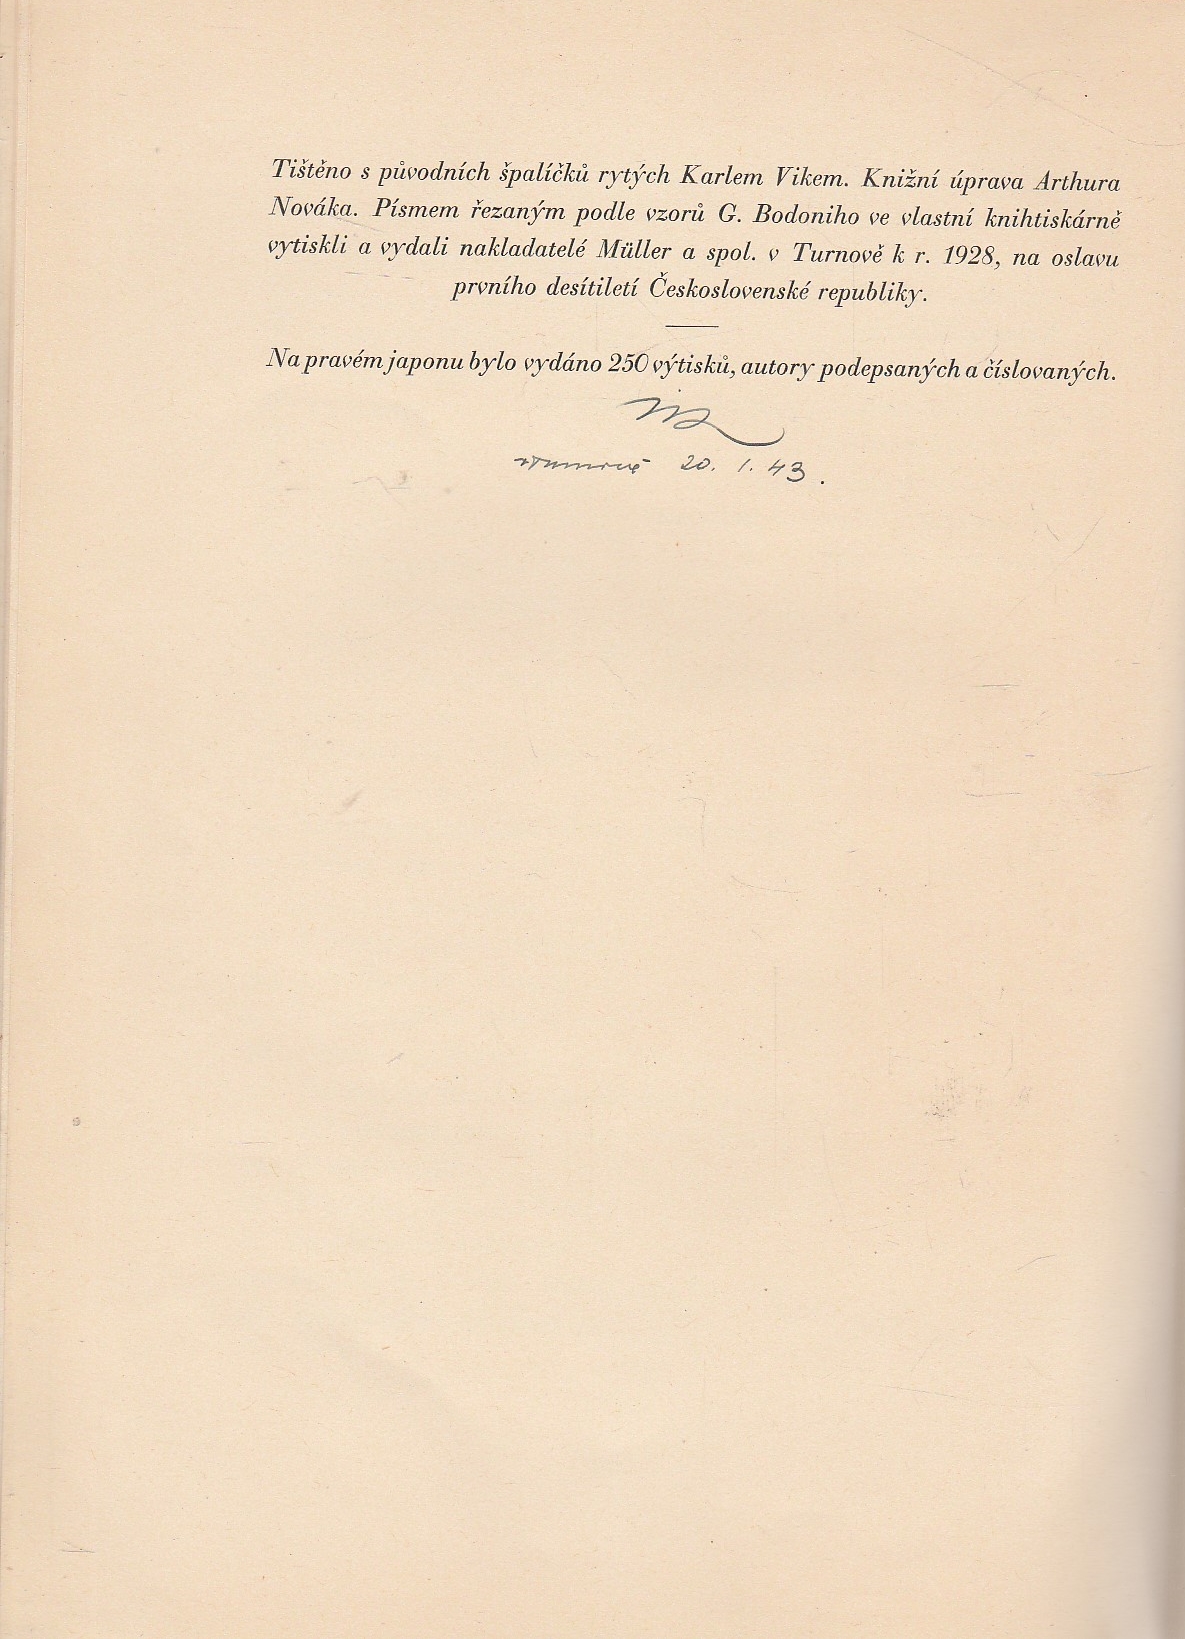 Tištěno s původních špalíčků rytých Karlem Vikem. Knižní úprava Arthura
Nováka. Písmem řezaným podle vzorů G. Bodoniho ve vlastní knihtiskárně
vytiskli a vydali nakladatelé Müller a spol. v Turnově k r. 1928, na oslavu
prvního desítiletí Československé republiky.
Na pravém japonu bylo vydáno 250 výtisků, autory podepsaných a číslovaných.
20. 1. 43.